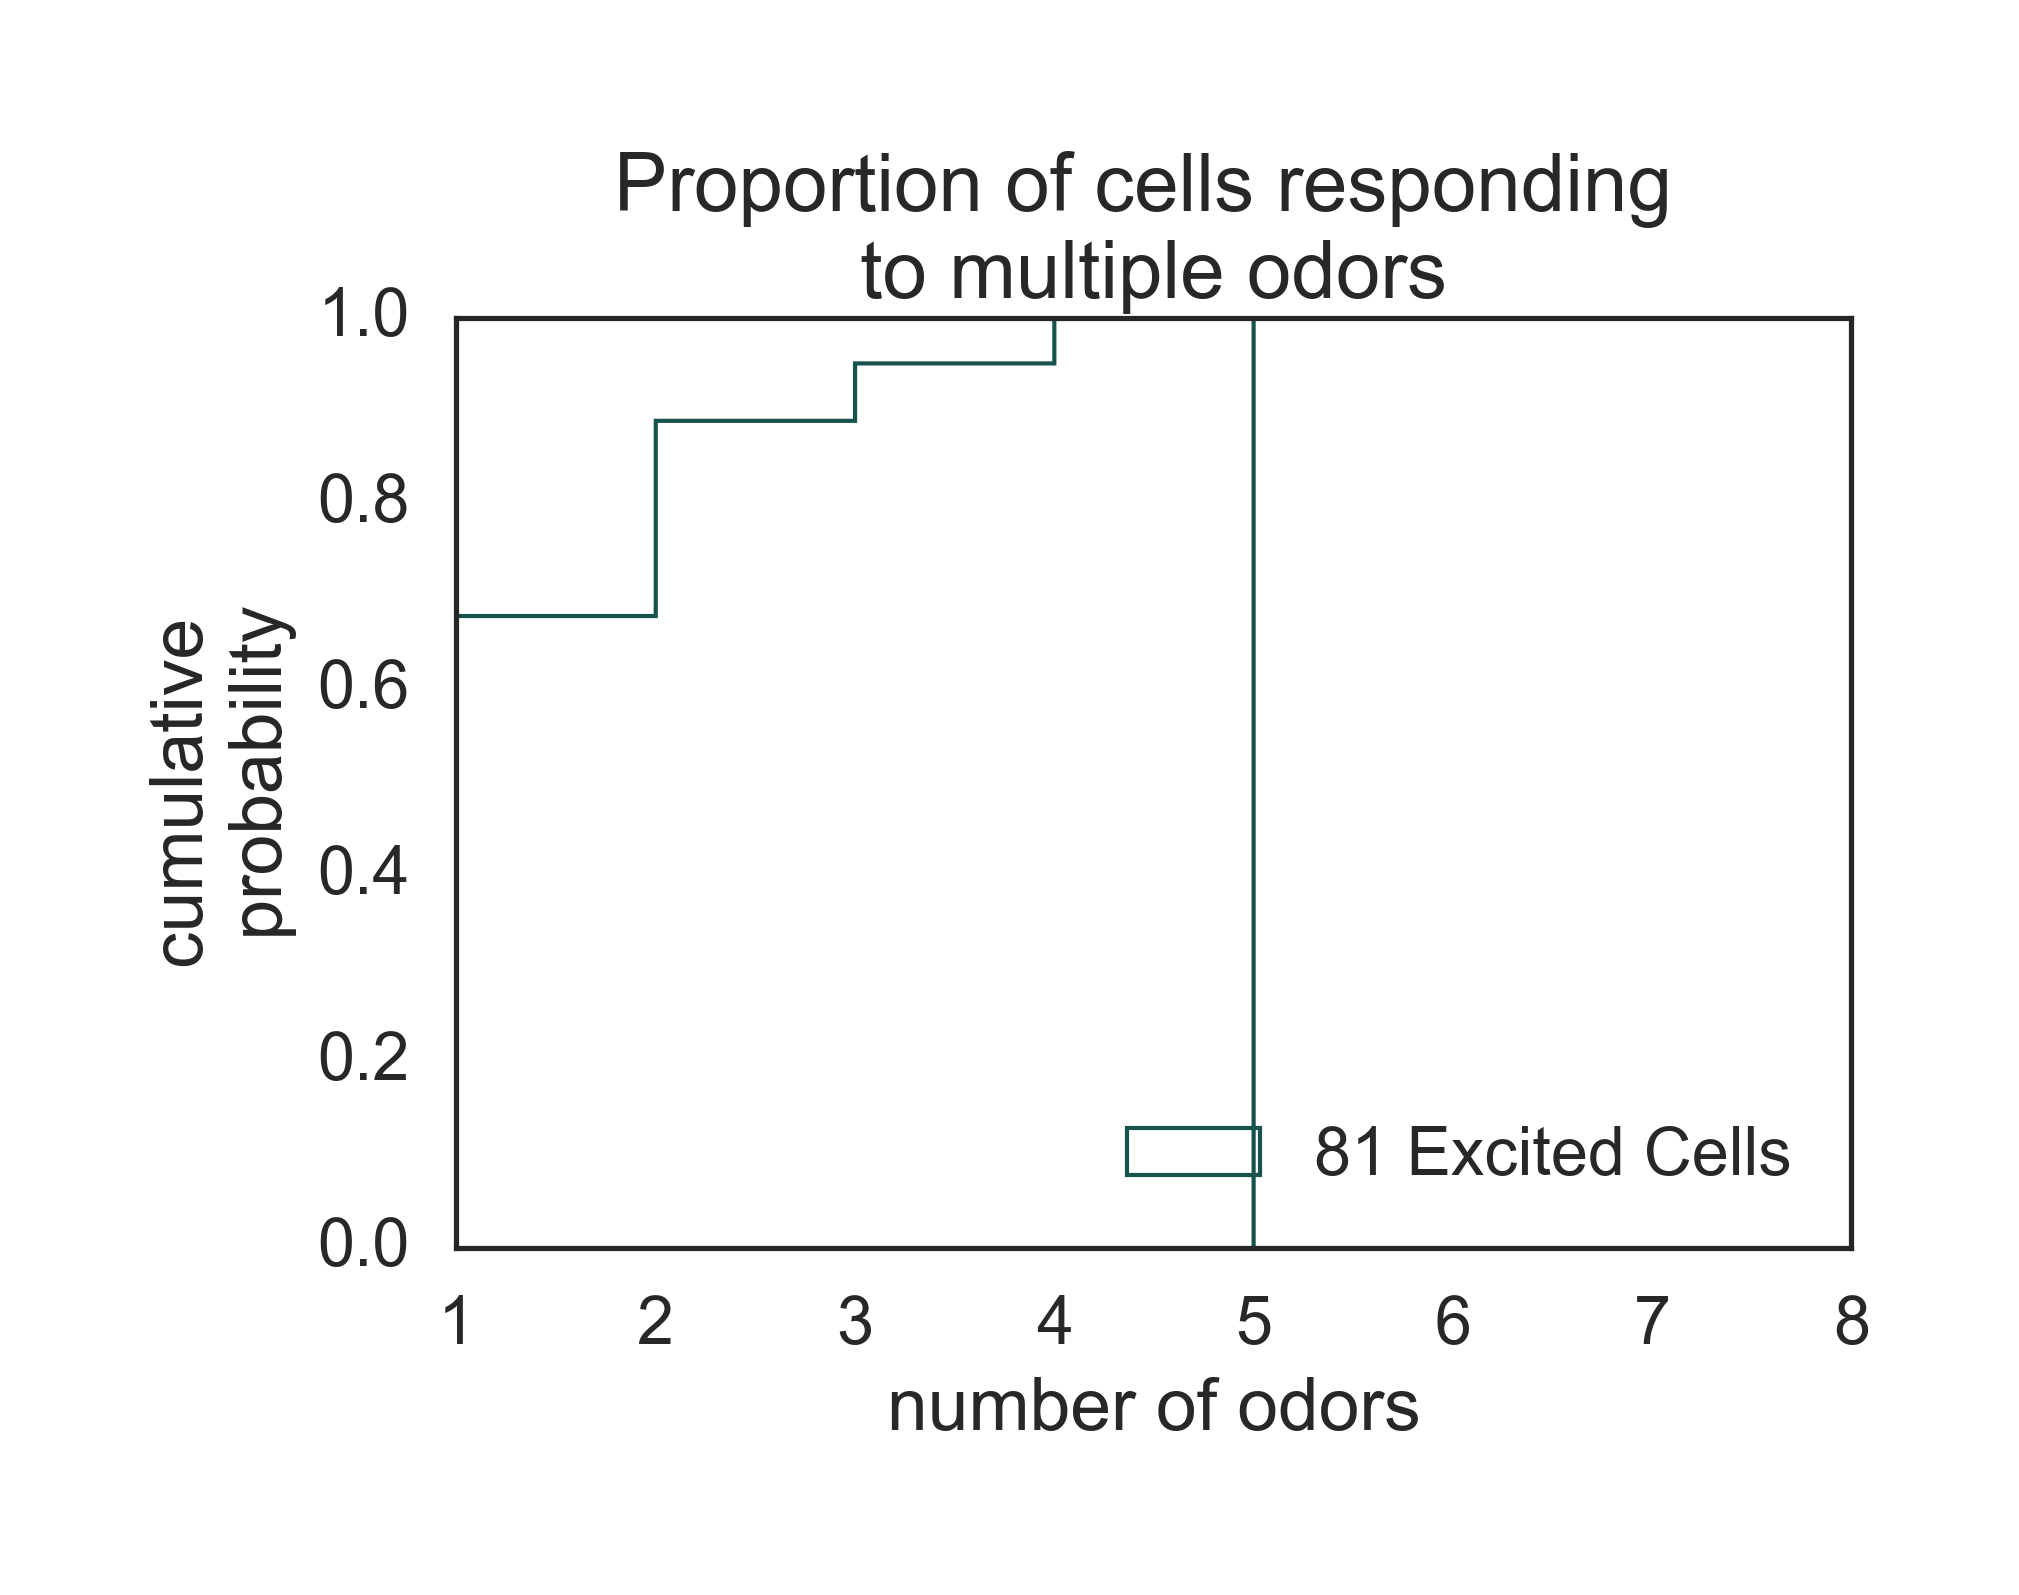 Proportion of cells responding
to multiple odors
1.0
0.8
0.6
0.4
0.2
0.0
cumulative
probability
81 Excited Cells
1 2 3 4 5 6 7 8
number of odors